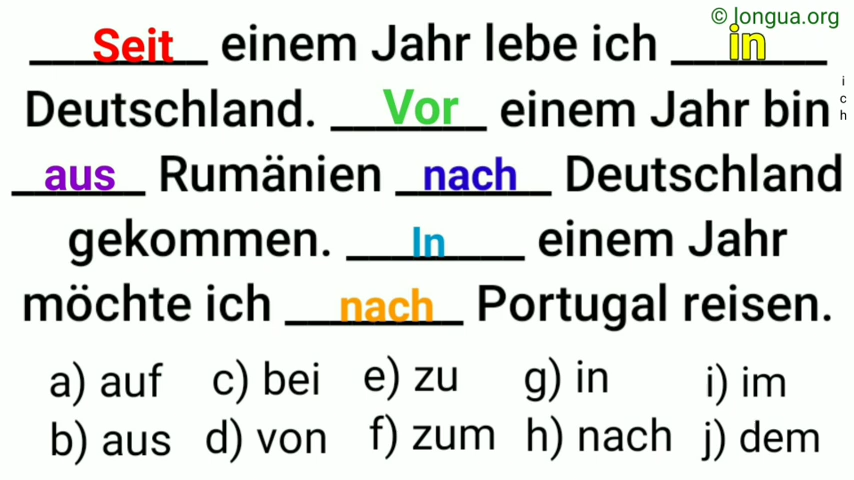 © longua.org
Seit einem Jahr lebe ich in
Deutschland. Vor einem Jahr bin ich
aus Rumänien nach Deutschland
gekommen. In einem Jahr
möchte ich nach Portugal reisen.
a) auf c) bei e) zu g) in i) im
b) aus d) von f) zum h) nach j) dem